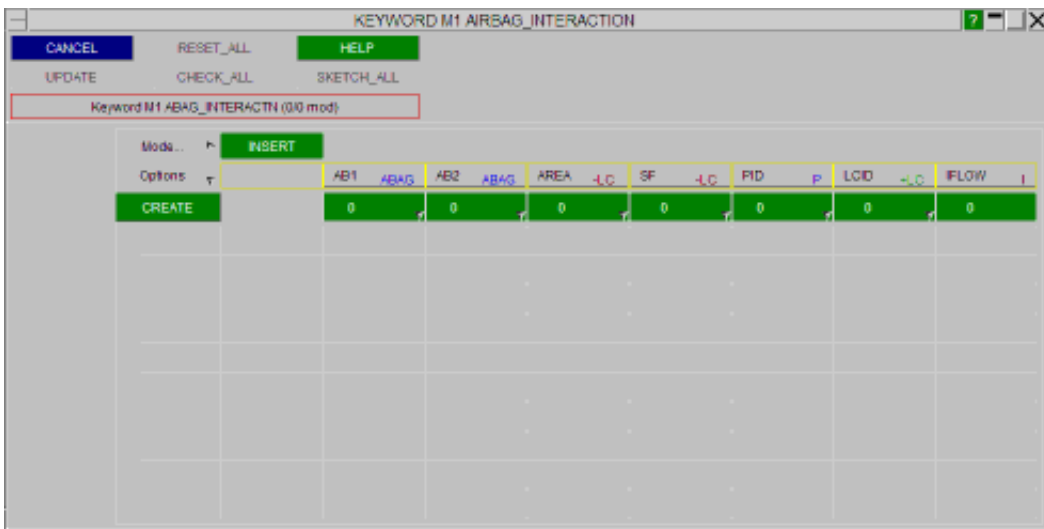 KEYWORD M1 AIRBAG_INTERACTION ?
CANCEL RESET_ALL HELP
UPDATE CHECK_ALL SKETCH_ALL
Keyword M1 ABAG_INTERACTN (0/0 mod)
Mode... INSERT
Options AB1 ABAG AB2 ABAG AREA -LC SF -LC PID P LCID -LC IFLOW I
CREATE 0 0 0 0 0 0 0